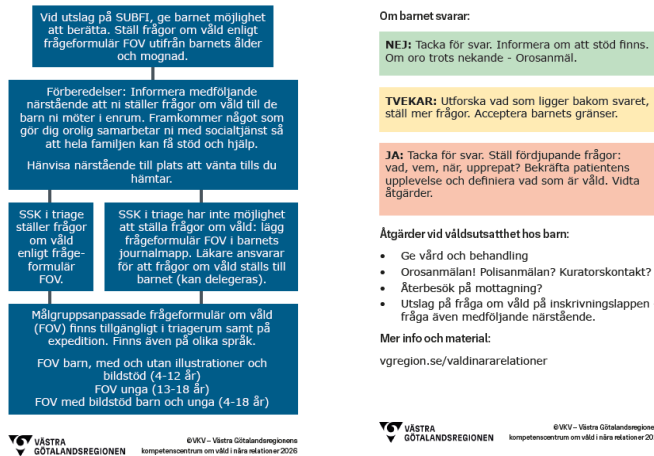 Vid utslag på SUBFI, ge barnet möjlighet
att berätta. Ställ frågor om våld enligt
frågeformulär FOV utifrån barnets ålder
och mognad.
Förberedelser: Informera medföljande
närstående att ni ställer frågor om våld till de
barn ni möter i enrum. Framkommer något som
gör dig orolig samarbetar ni med socialtjänst så
att hela familjen kan få stöd och hjälp.
Hänvisa närstående till plats att vänta tills du
hämtar.
SSK i triage
ställer frågor
om våld
enligt fråge-
formulär
FOV.
SSK i triage har inte möjlighet
att ställa frågor om våld: lägg
frågeformulär FOV i barnets
journalmapp. Läkare ansvarar
för att frågor om våld ställs till
barnet (kan delegeras).
Målgruppsanpassade frågeformulär om våld
(FOV) finns tillgängligt i triagerum samt på
expedition. Finns även på olika språk.
FOV barn, med och utan illustrationer och
bildstöd (4-12 år)
FOV unga (13-18 år)
FOV med bildstöd barn och unga (4-18 år)
VÄSTRA
GÖTALANDSREGIONEN
©VKV – Västra Götalandsregionens
kompetenscentrum om våld i nära relationer 2026
Om barnet svarar:
NEJ: Tacka för svar. Informera om att stöd finns.
Om oro trots nekande - Orosanmäl.
TVEKAR: Utforska vad som ligger bakom svaret,
ställ mer frågor. Acceptera barnets gränser.
JA: Tacka för svar. Ställ fördjupande frågor:
vad, vem, när, upprepat? Bekräfta patientens
upplevelse och definiera vad som är våld. Vidta
åtgärder.
Åtgärder vid våldsutsatthet hos barn:
• Ge vård och behandling
• Orosanmälan! Polisanmälan? Kuratorskontakt?
• Återbesök på mottagning?
• Utslag på fråga om våld på inskrivningslappen
fråga även medföljande närstående.
Mer info och material:
vgregion.se/valdinararelationer
VÄSTRA
GÖTALANDSREGIONEN
©VKV – Västra Götalandsregione
kompetenscentrum om våld i nära relationer 20